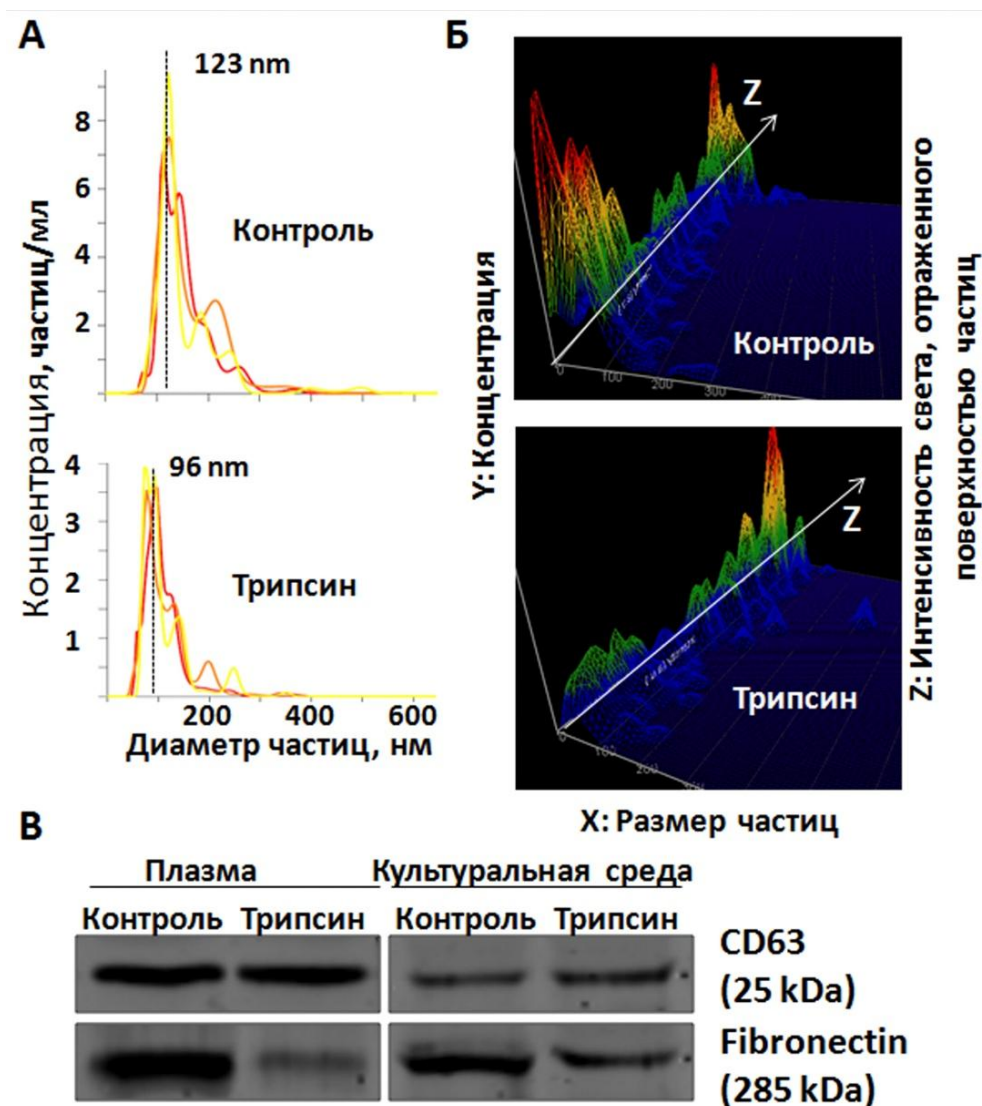 А
Концентрация, частиц/мл
123 nm
8
6
4
2
Контроль
4
3
2
1
96 nm
Трипсин
200 400 600
Диаметр частиц, нм
Б
Y: Концентрация
Z
Контроль
0 100 200 300
Z
Трипсин
0 100 200
X: Размер частиц
Z: Интенсивность света, отраженного
поверхностью частиц
В
Плазма Культуральная среда
Контроль Трипсин Контроль Трипсин
CD63
(25 kDa)
Fibronectin
(285 kDa)